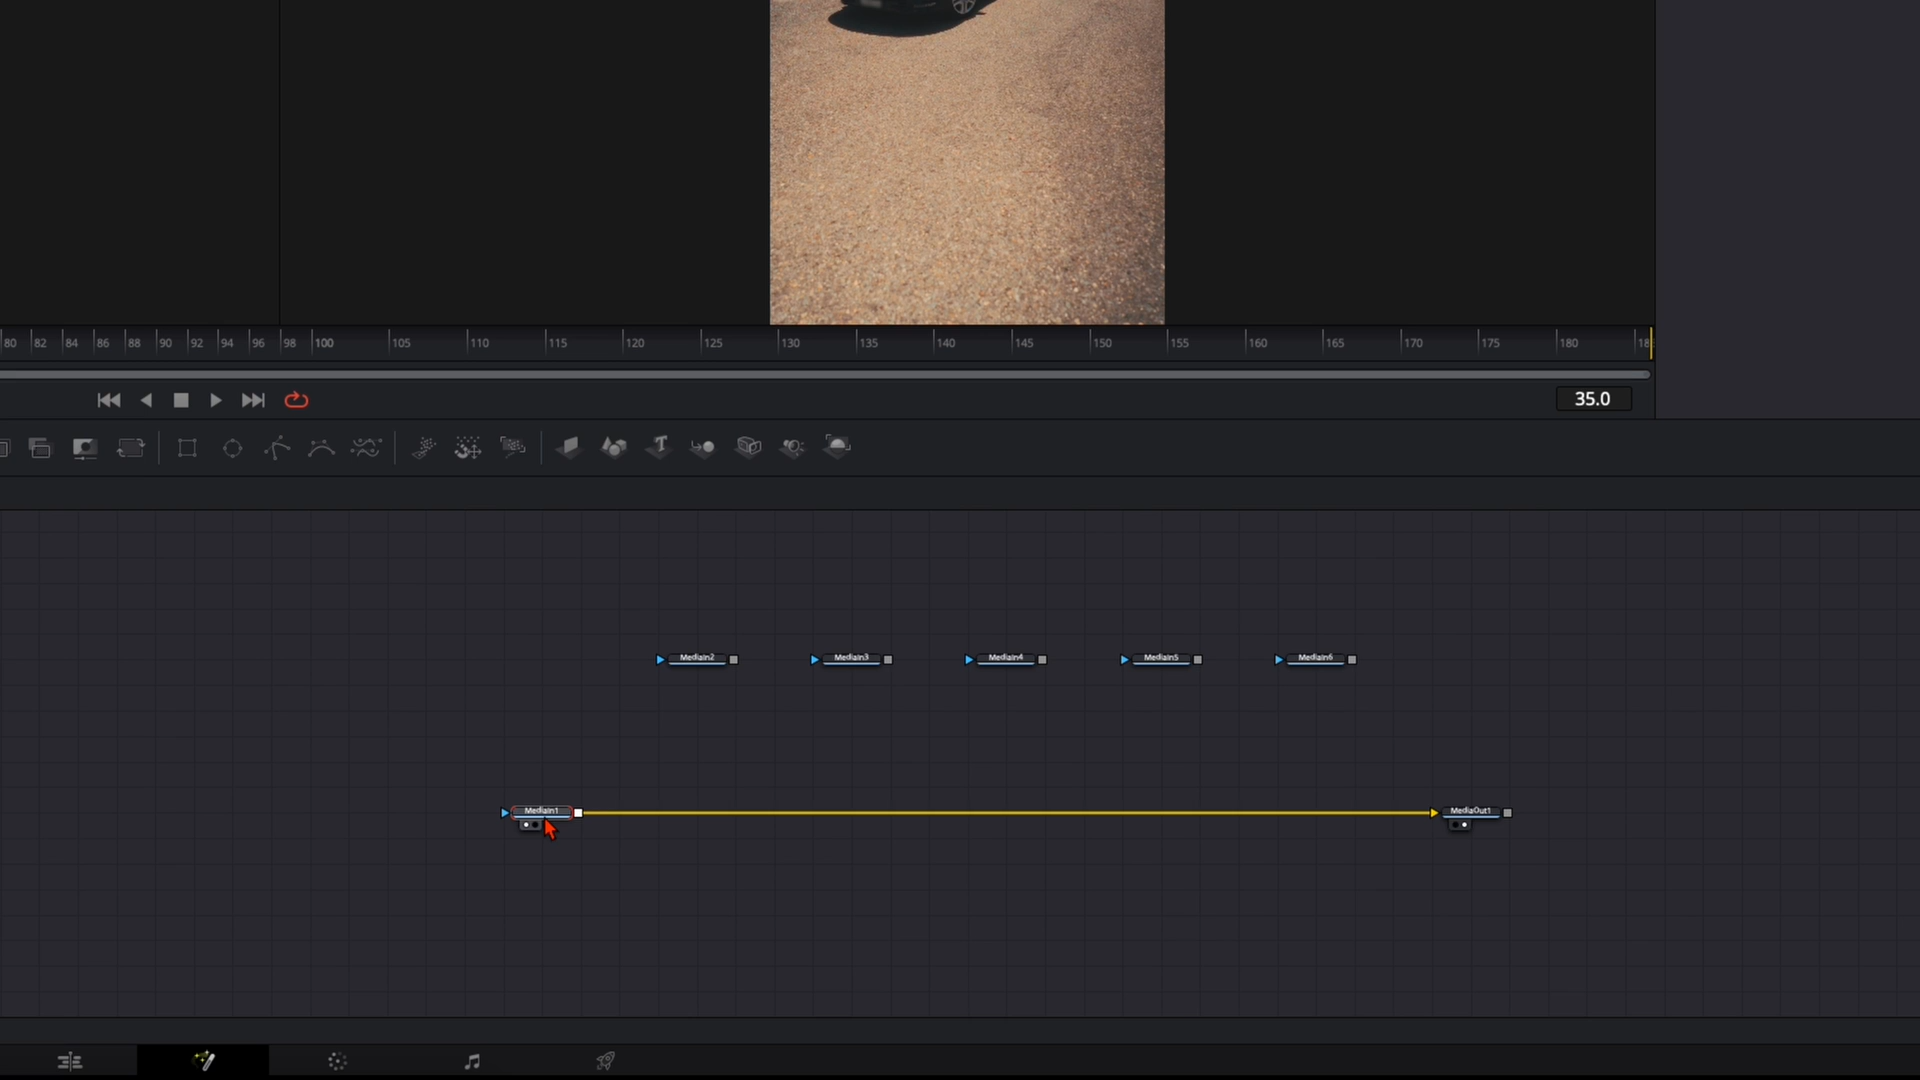 80 82 84 86 88 90 92 94 96 98 100 105 110 115 120 125 130 135 140 145 150 155 160 165 170 175 180 18
35.0
MediaIn2 MediaIn3 MediaIn4 MediaIn5 MediaIn6
MediaIn1 MediaOut1